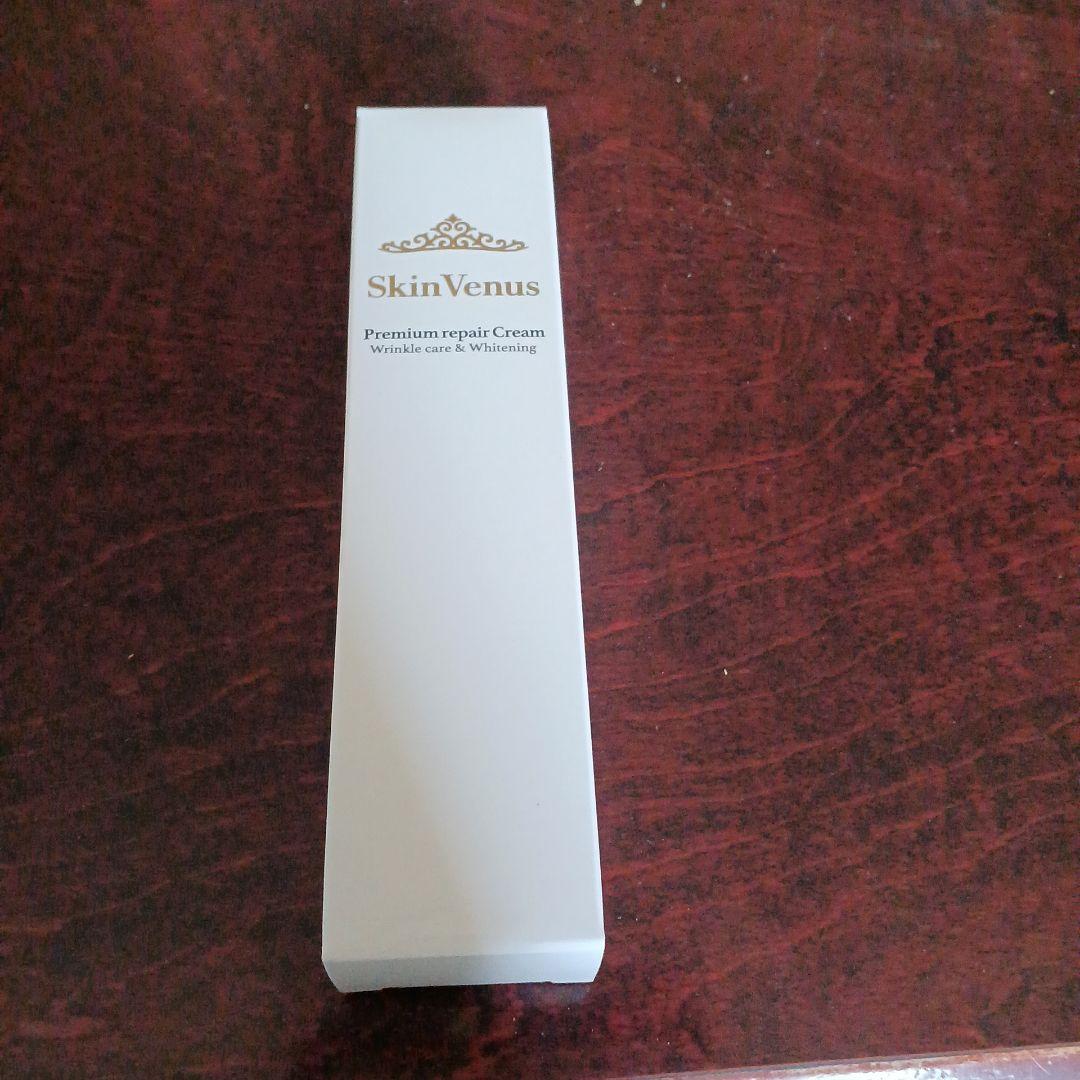 SkinVenus
Premium repair Cream
Wrinkle care & Whitening